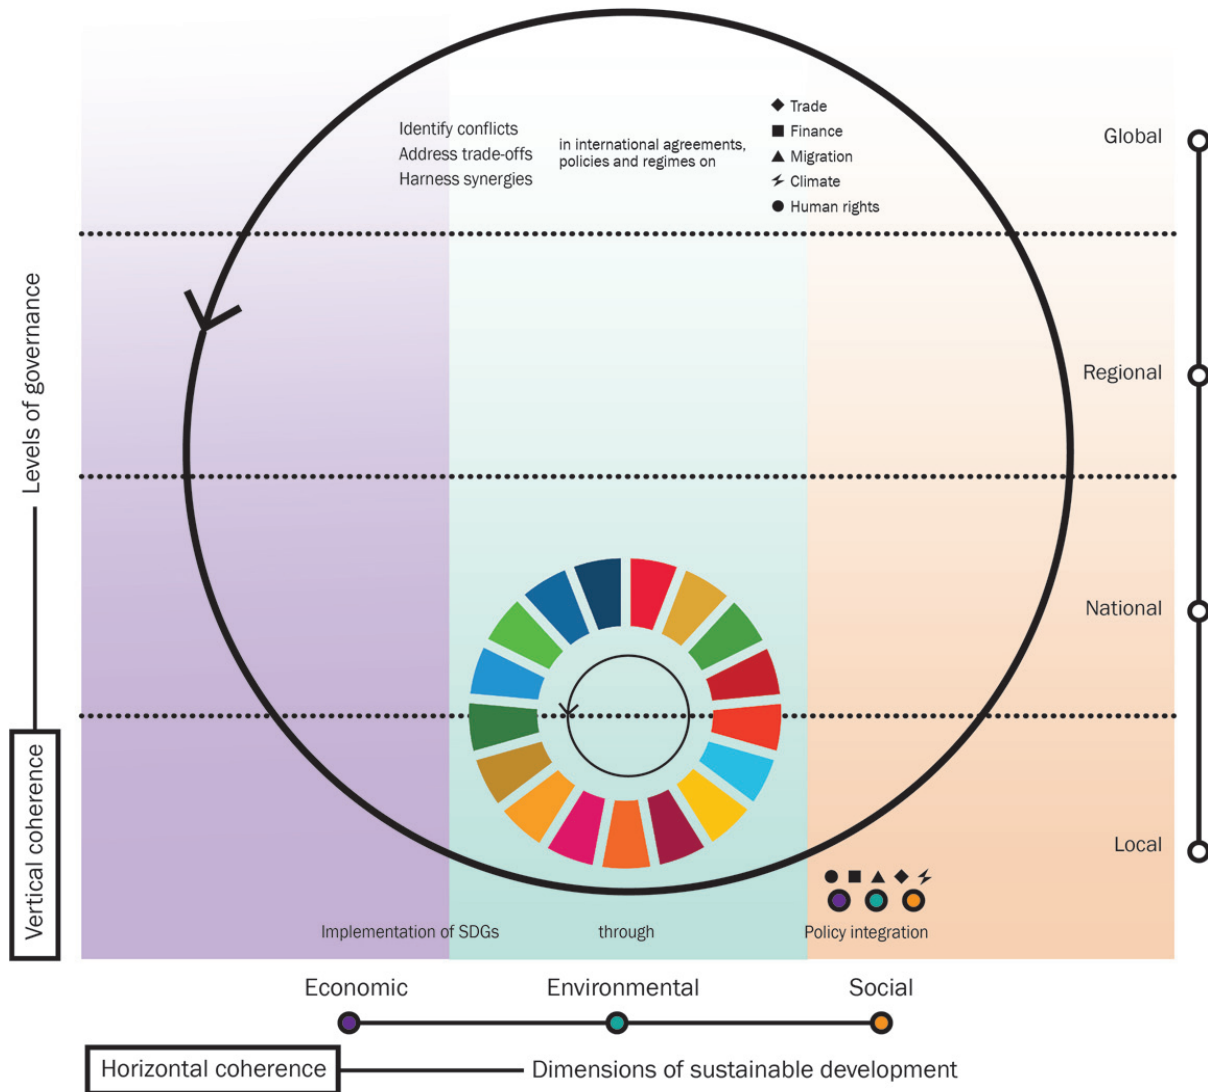 Identify conflicts
Address trade-offs
Harness synergies
in international agreements,
policies and regimes on
Trade
Finance
Migration
Climate
Human rights
Global
Regional
National
Local
Levels of governance
Vertical coherence
Implementation of SDGs through Policy integration
Economic Environmental Social
Horizontal coherence Dimensions of sustainable development